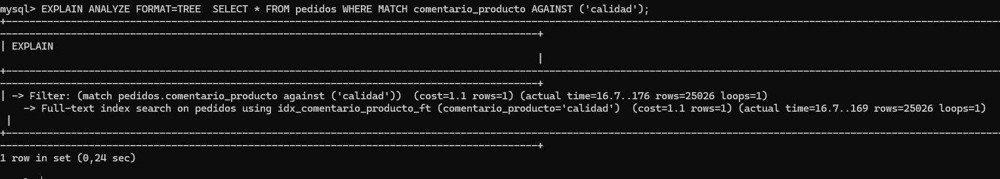 mysql> EXPLAIN ANALYZE FORMAT=TREE  SELECT * FROM pedidos WHERE MATCH comentario_producto AGAINST ('calidad');
+------------------------------------------------------------------------------------------------------------------------------------------------------------------------
-------------------------------------------------------------------------------------------+
| EXPLAIN
|
+------------------------------------------------------------------------------------------------------------------------------------------------------------------------
-------------------------------------------------------------------------------------------+
| -> Filter: (match pedidos.comentario_producto against ('calidad'))  (cost=1.1 rows=1) (actual time=16.7..176 rows=25026 loops=1)
    -> Full-text index search on pedidos using idx_comentario_producto_ft (comentario_producto='calidad')  (cost=1.1 rows=1) (actual time=16.7..169 rows=25026 loops=1)
|
+------------------------------------------------------------------------------------------------------------------------------------------------------------------------
-------------------------------------------------------------------------------------------+
1 row in set (0,24 sec)